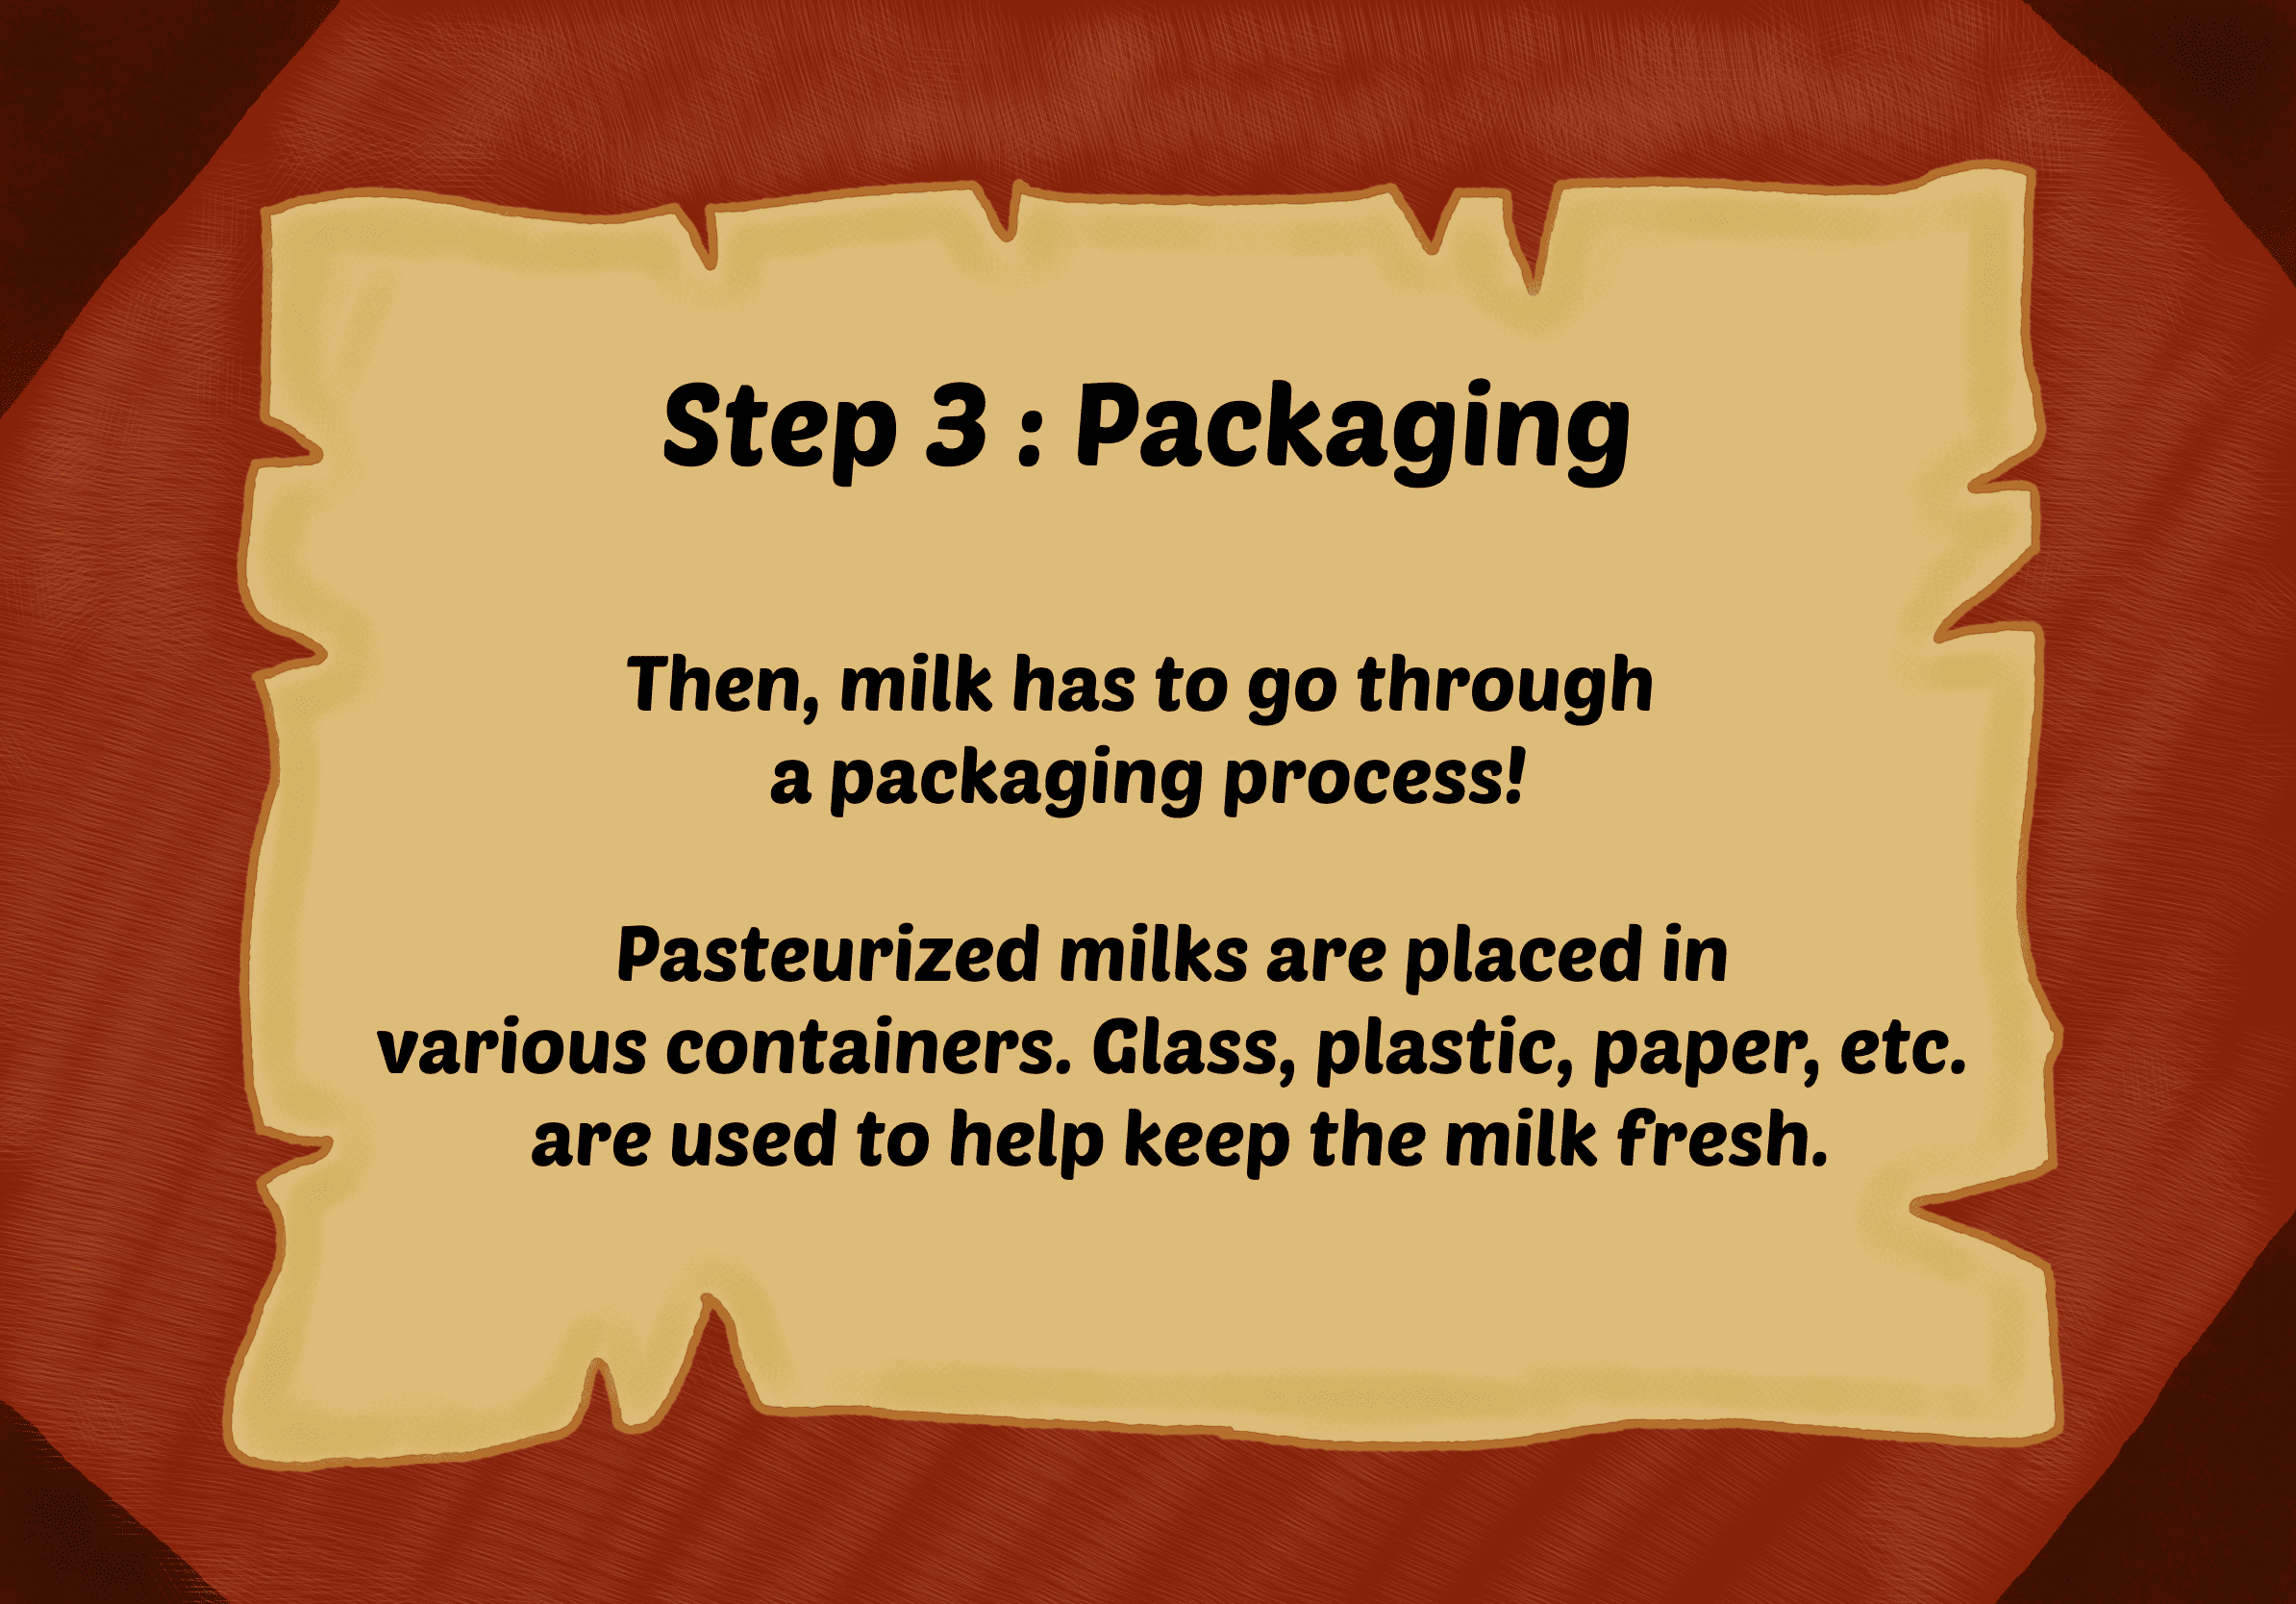 Step 3 : Packaging
Then, milk has to go through
a packaging process!
Pasteurized milks are placed in
various containers. Glass, plastic, paper, etc.
are used to help keep the milk fresh.